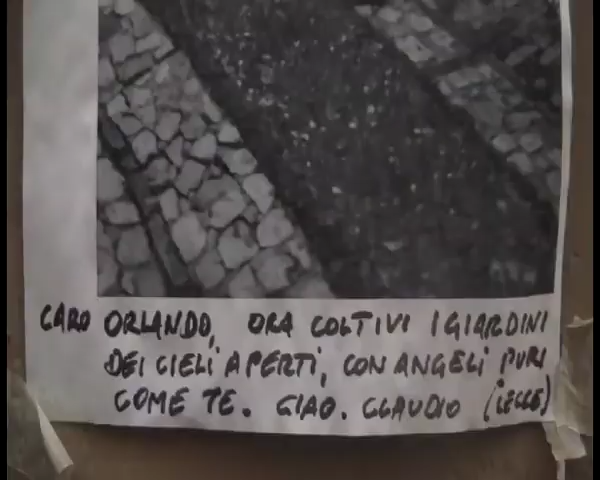 CARO ORLANDO, ORA COLTIVI I GIARDINI
DEI CIELI APERTI, CON ANGELI PURI
COME TE. CIAO. CLAUDIO (LECCE)